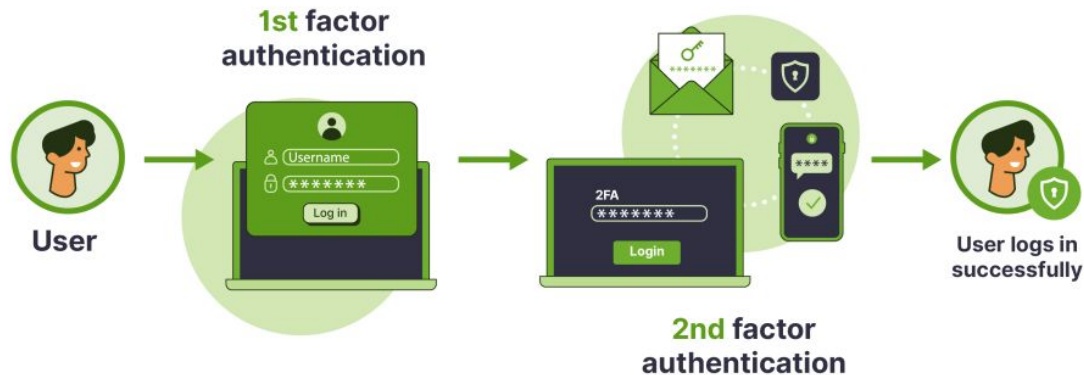 1st factor
authentication
User
Username
*******
Log in
*******
2FA
*******
Login
****
2nd factor
authentication
User logs in
successfully